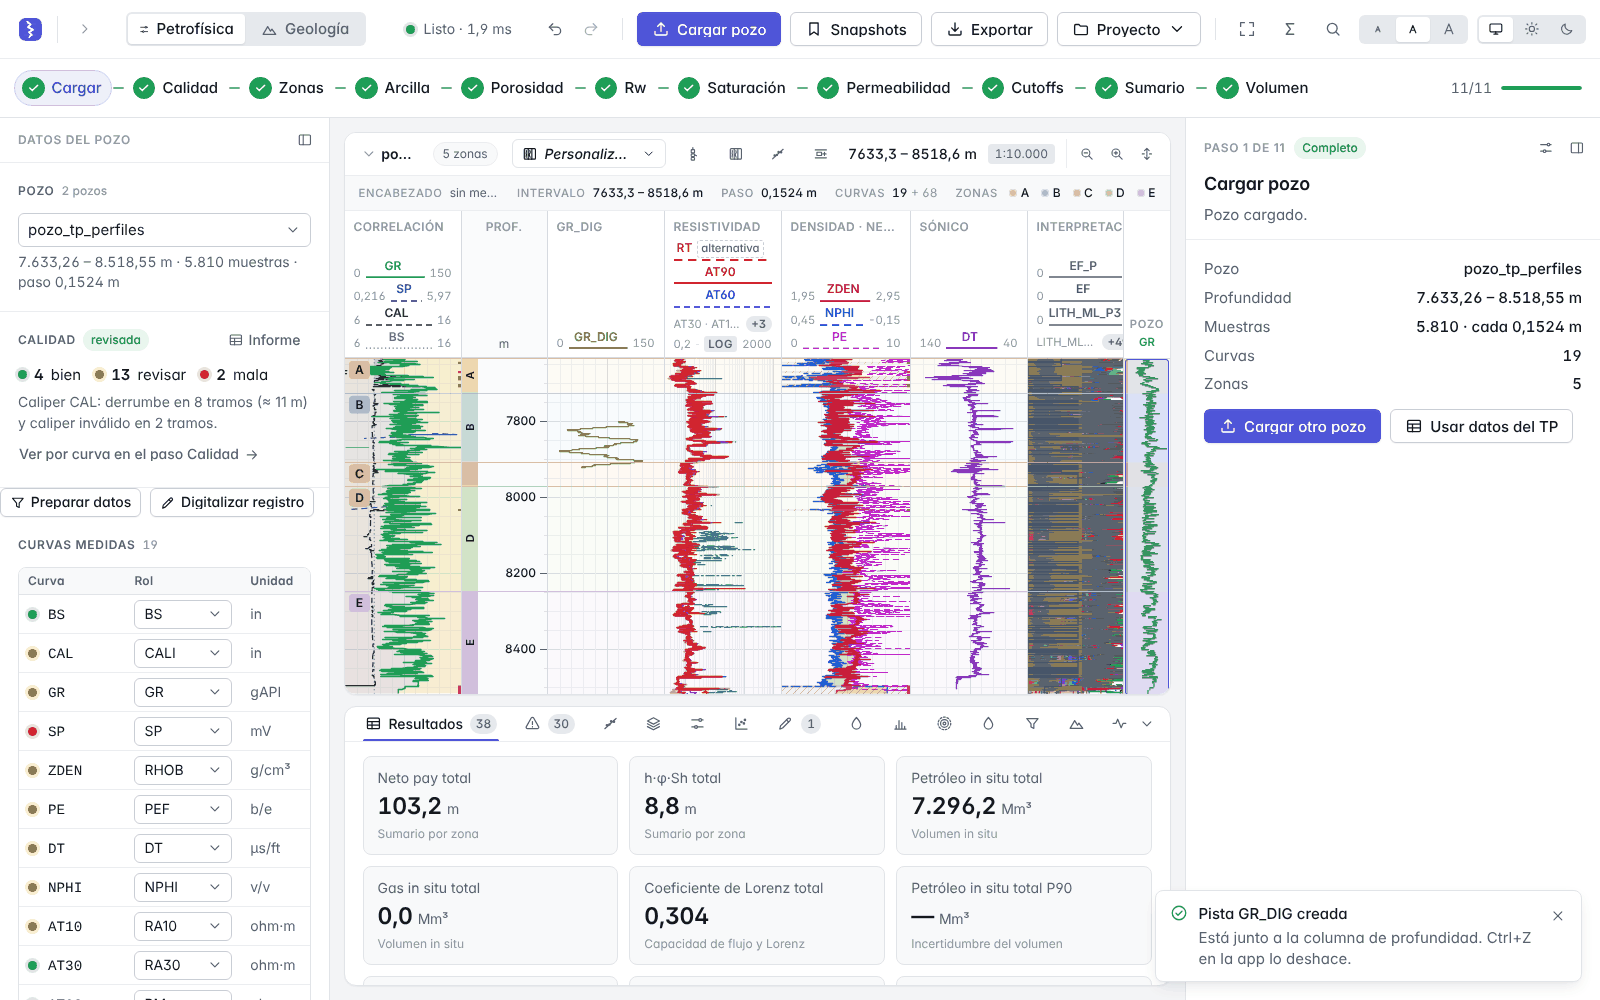 Petrofísica
Geología
Listo · 1,9 ms
Cargar pozo
Snapshots
Exportar
Proyecto
Σ
A
A
A
Cargar
Calidad
Zonas
Arcilla
Porosidad
Rw
Saturación
Permeabilidad
Cutoffs
Sumario
Volumen
11/11
DATOS DEL POZO
POZO 2 pozos
pozo_tp_perfiles
7.633,26 – 8.518,55 m · 5.810 muestras ·
paso 0,1524 m
CALIDAD revisada
Informe
4 bien 13 revisar 2 mala
Caliper CAL: derrumbe en 8 tramos (≈ 11 m)
y caliper inválido en 2 tramos.
Ver por curva en el paso Calidad →
Preparar datos
Digitalizar registro
CURVAS MEDIDAS 19
Curva Rol Unidad
BS BS in
CAL CALI in
GR GR gAPI
SP SP mV
ZDEN RHOB g/cm³
PE PEF b/e
DT DT µs/ft
NPHI NPHI v/v
AT10 RA10 ohm·m
AT30 RA30 ohm·m
po...
5 zonas
Personaliz...
7633,3 – 8518,6 m
1:10.000
ENCABEZADO sin me... INTERVALO 7633,3 – 8518,6 m PASO 0,1524 m CURVAS 19 + 68 ZONAS A B C D E
CORRELACIÓN
0 GR 150
0,216 SP 5,97
6 CAL 16
6 BS 16
PROF.
m
GR_DIG
0 GR_DIG 150
RESISTIVIDAD
RT alternativa
AT90
AT60
AT30 · AT1... +3
0,2 LOG 2000
DENSIDAD · NE...
1,95 ZDEN 2,95
0,45 NPHI -0,15
0 PE 10
SÓNICO
140 DT 40
INTERPRETAC
0 EF_P
0 EF
0 LITH_ML_P3
LITH_ML... +4
POZO
GR
A
B
C
D
E
A
B
D
E
7800
8000
8200
8400
Resultados 38
30
1
Neto pay total
103,2 m
Sumario por zona
h·φ·Sh total
8,8 m
Sumario por zona
Petróleo in situ total
7.296,2 Mm³
Volumen in situ
Gas in situ total
0,0 Mm³
Volumen in situ
Coeficiente de Lorenz total
0,304
Capacidad de flujo y Lorenz
Petróleo in situ total P90
— Mm³
Incertidumbre del volumen
PASO 1 DE 11 Completo
Cargar pozo
Pozo cargado.
Pozo pozo_tp_perfiles
Profundidad 7.633,26 – 8.518,55 m
Muestras 5.810 · cada 0,1524 m
Curvas 19
Zonas 5
Cargar otro pozo
Usar datos del TP
Pista GR_DIG creada
Está junto a la columna de profundidad. Ctrl+Z
en la app lo deshace.